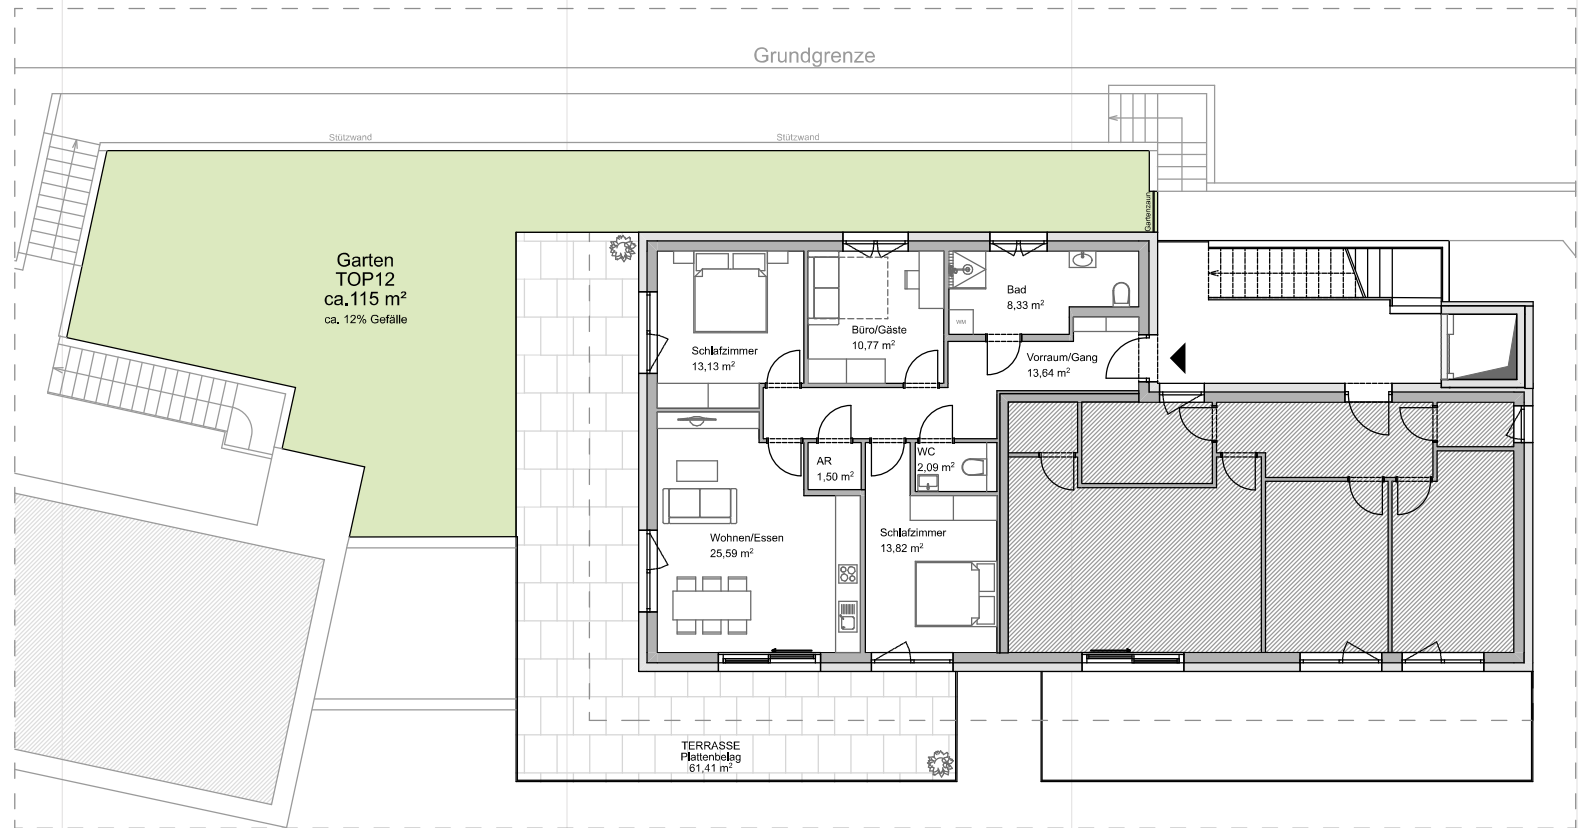 Grundgrenze
Stützwand
Stützwand
Gartenzaun
Garten
TOP12
ca.115 m²
ca. 12% Gefälle
Bad
8,33 m²
WM
Büro/Gäste
10,77 m²
Schlafzimmer
13,13 m²
Vorraum/Gang
13,64 m²
AR
1,50 m²
WC
2,09 m²
Wohnen/Essen
25,59 m²
Schlafzimmer
13,82 m²
TERRASSE
Plattenbelag
61,41 m²